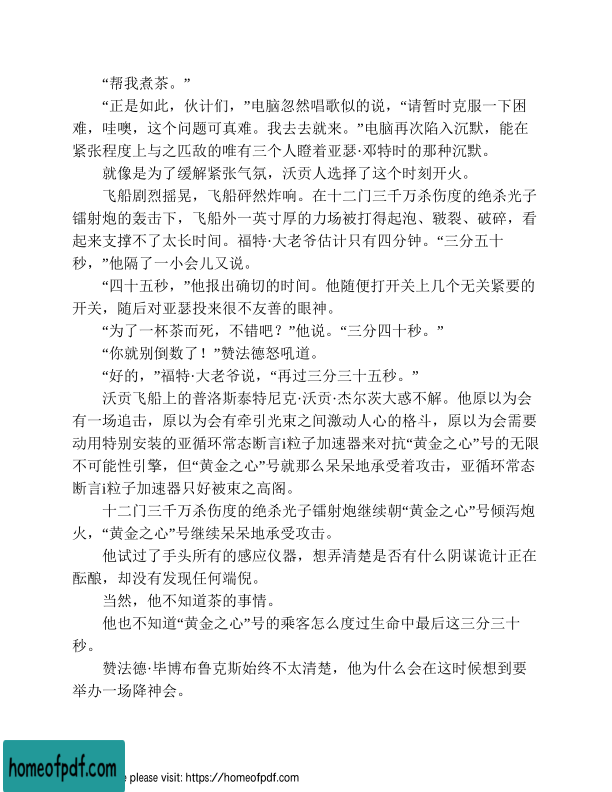 “帮我煮茶。”
“正是如此，伙计们，”电脑忽然唱歌似的说，“请暂时克服一下困
难，哇噢，这个问题可真难。我去去就来。”电脑再次陷入沉默，能在
紧张程度上与之匹敌的唯有三个人瞪着亚瑟·邓特时的那种沉默。
就像是为了缓解紧张气氛，沃贡人选择了这个时刻开火。
飞船剧烈摇晃，飞船砰然炸响。在十二门三千万杀伤度的绝杀光子
镭射炮的轰击下，飞船外一英寸厚的力场被打得起泡、皲裂、破碎，看
起来支撑不了太长时间。福特·大老爷估计只有四分钟。“三分五十
秒，”他隔了一小会儿又说。
“四十五秒，”他报出确切的时间。他随便打开关上几个无关紧要的
开关，随后对亚瑟投来很不友善的眼神。
“为了一杯茶而死，不错吧？”他说。“三分四十秒。”
“你就别倒数了！”赞法德怒吼道。
“好的，”福特·大老爷说，“再过三分三十五秒。”
沃贡飞船上的普洛斯泰特尼克·沃贡·杰尔茨大惑不解。他原以为会
有一场追击，原以为会有牵引光束之间激动人心的格斗，原以为会需要
动用特别安装的亚循环常态断言i粒子加速器来对抗“黄金之心”号的无限
不可能性引擎，但“黄金之心”号就那么呆呆地承受着攻击，亚循环常态
断言i粒子加速器只好被束之高阁。
十二门三千万杀伤度的绝杀光子镭射炮继续朝“黄金之心”号倾泻炮
火，“黄金之心”号继续呆呆地承受攻击。
他试过了手头所有的感应仪器，想弄清楚是否有什么阴谋诡计正在
酝酿，却没有发现任何端倪。
当然，他不知道茶的事情。
他也不知道“黄金之心”号的乘客怎么度过生命中最后这三分三十
秒。
赞法德·毕博布鲁克斯始终不太清楚，他为什么会在这时候想到要
举办一场降神会。
homeofpdf.com
e please visit: https://homeofpdf.com